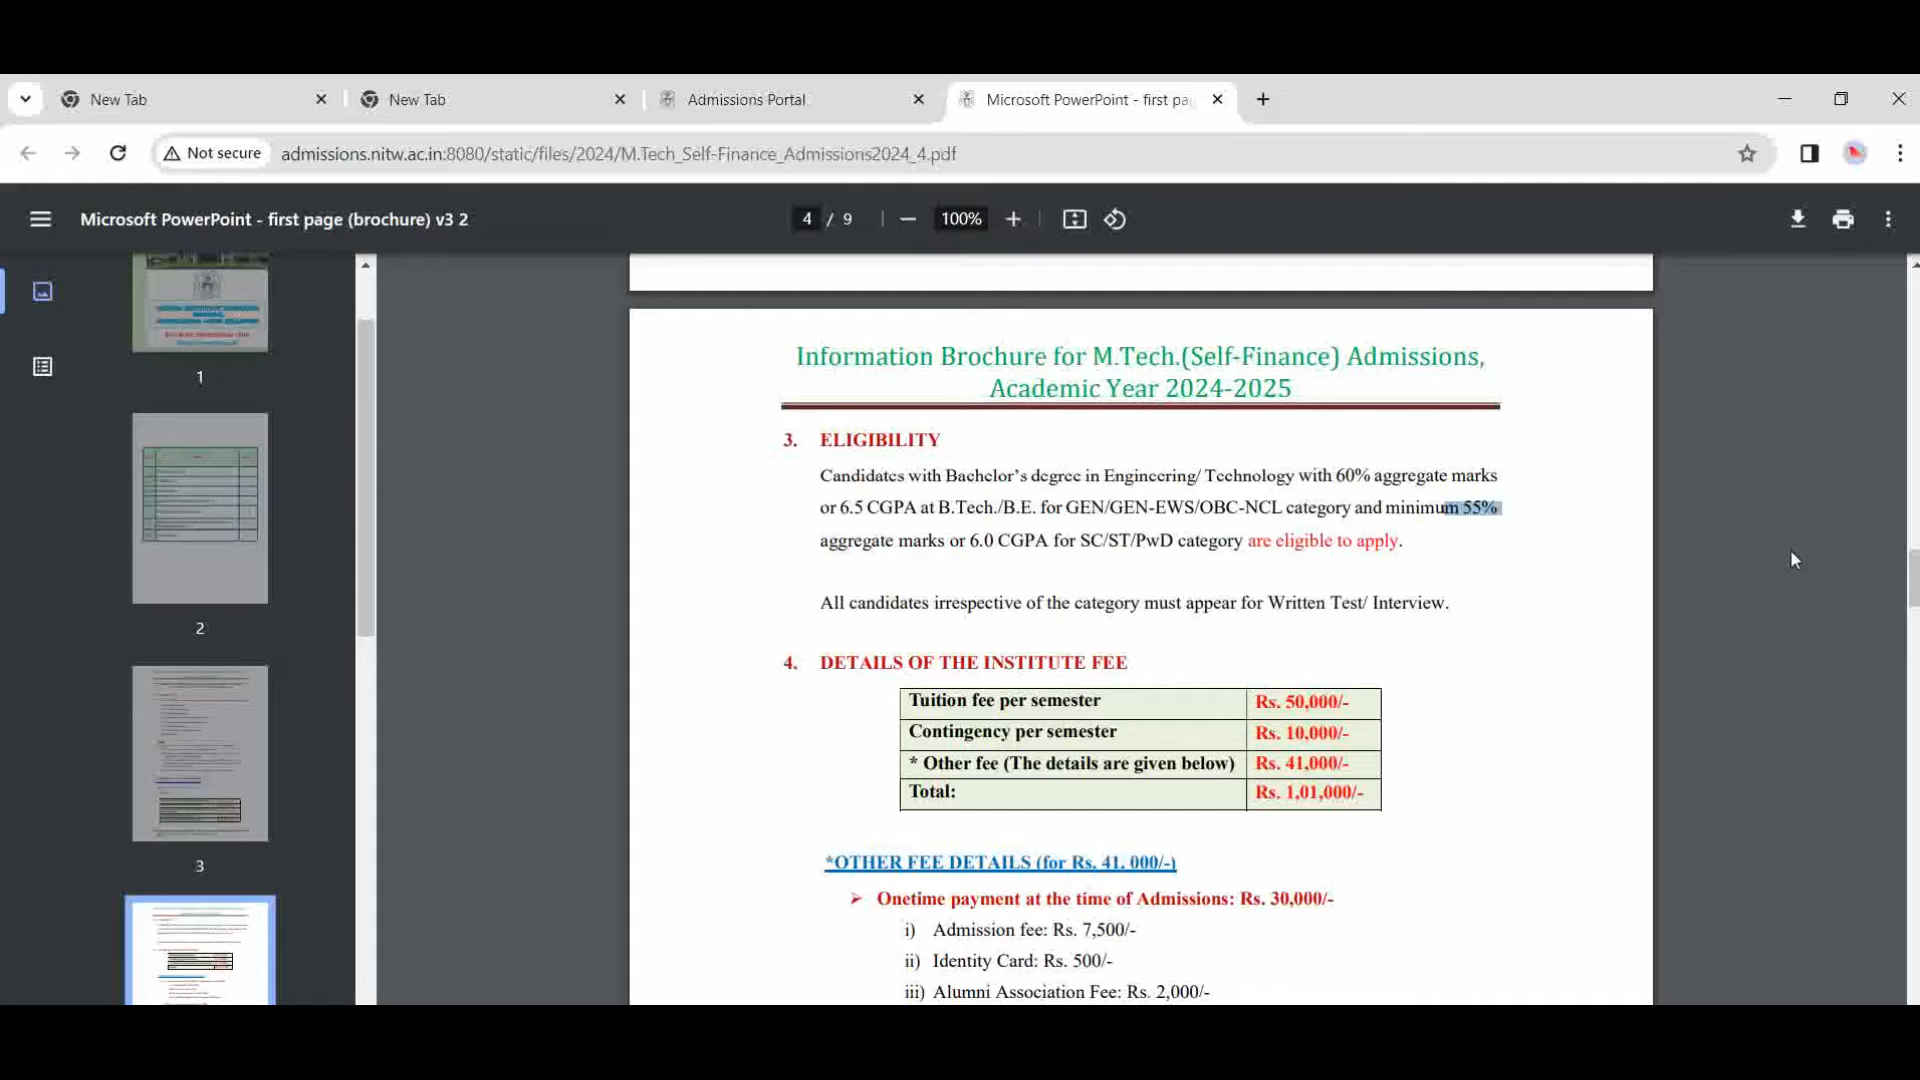 New Tab
New Tab
Admissions Portal
Microsoft PowerPoint - first pa
Not secure
admissions.nitw.ac.in:8080/static/files/2024/M.Tech_Self-Finance_Admissions2024_4.pdf
Microsoft PowerPoint - first page (brochure) v3 2
4 / 9
100%
1
2
3
Information Brochure for M.Tech.(Self-Finance) Admissions,
Academic Year 2024-2025
3. ELIGIBILITY
Candidates with Bachelor's degree in Engineering/ Technology with 60% aggregate marks
or 6.5 CGPA at B.Tech./B.E. for GEN/GEN-EWS/OBC-NCL category and minimum 55%
aggregate marks or 6.0 CGPA for SC/ST/PwD category are eligible to apply.
All candidates irrespective of the category must appear for Written Test/ Interview.
4. DETAILS OF THE INSTITUTE FEE
Tuition fee per semester Rs. 50,000/-
Contingency per semester Rs. 10,000/-
* Other fee (The details are given below) Rs. 41,000/-
Total: Rs. 1,01,000/-
*OTHER FEE DETAILS (for Rs. 41. 000/-)
➢ Onetime payment at the time of Admissions: Rs. 30,000/-
i) Admission fee: Rs. 7,500/-
ii) Identity Card: Rs. 500/-
iii) Alumni Association Fee: Rs. 2,000/-